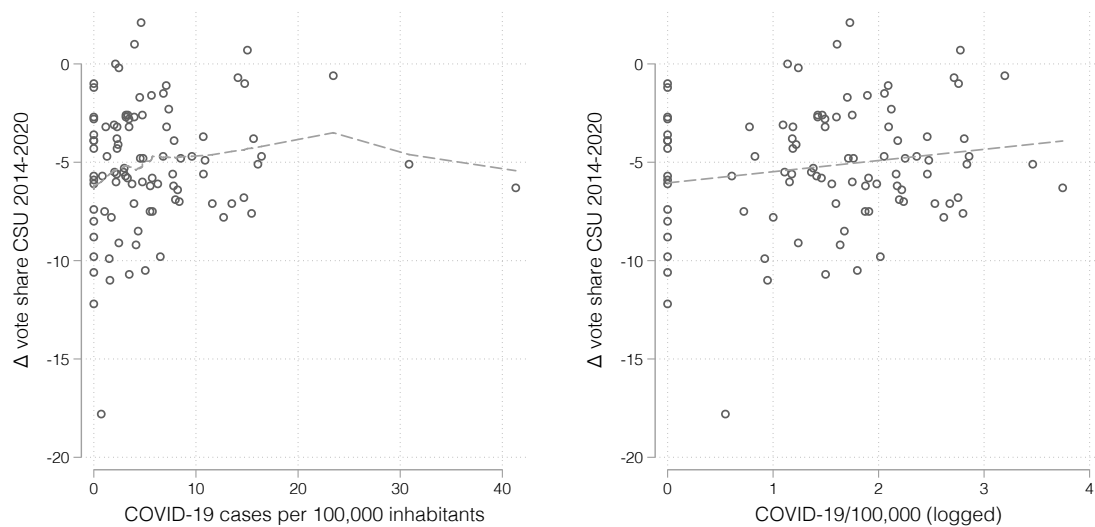 Δ vote share CSU 2014-2020
0
-5
-10
-15
-20
0 10 20 30 40
COVID-19 cases per 100,000 inhabitants
Δ vote share CSU 2014-2020
0
-5
-10
-15
-20
0 1 2 3 4
COVID-19/100,000 (logged)